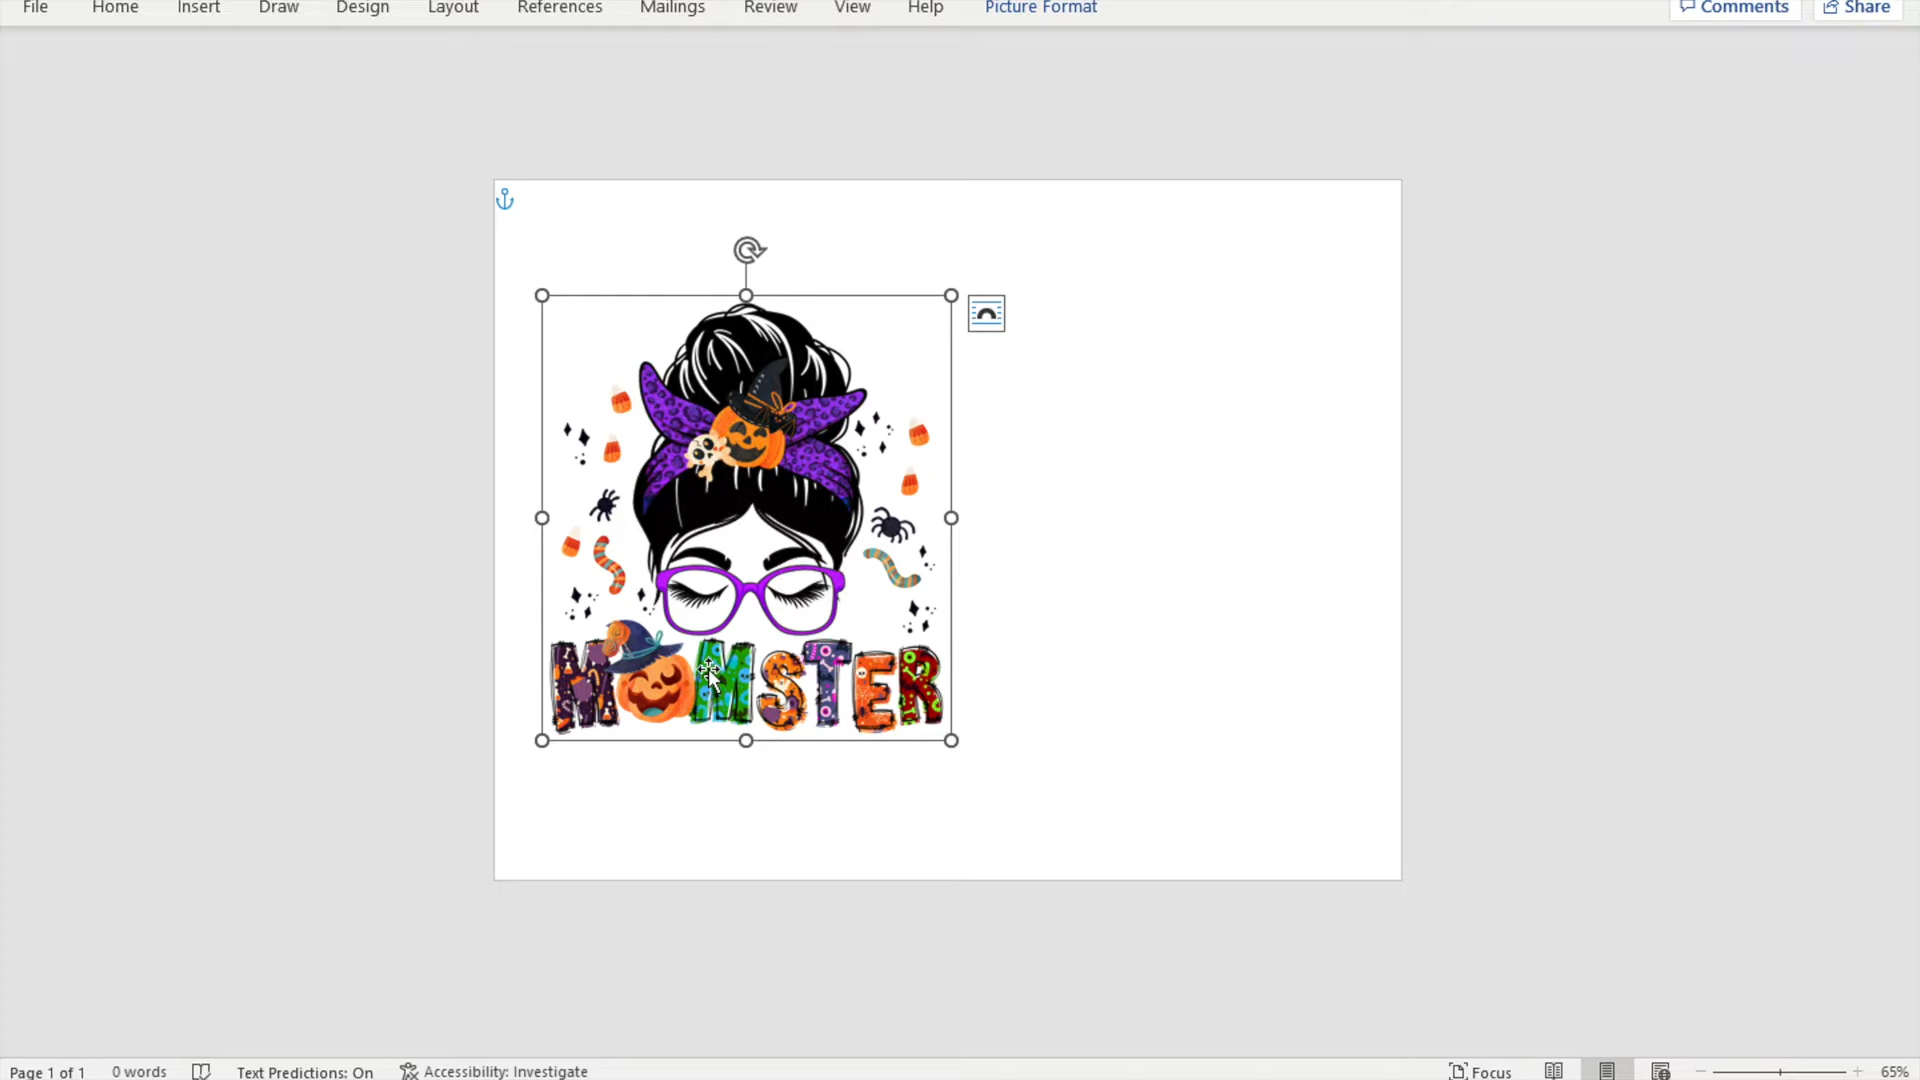 File Home Insert Draw Design Layout References Mailings Review View Help Picture Format Comments Share
MOMSTER
Page 1 of 1 0 words Text Predictions: On Accessibility: Investigate Focus 65%